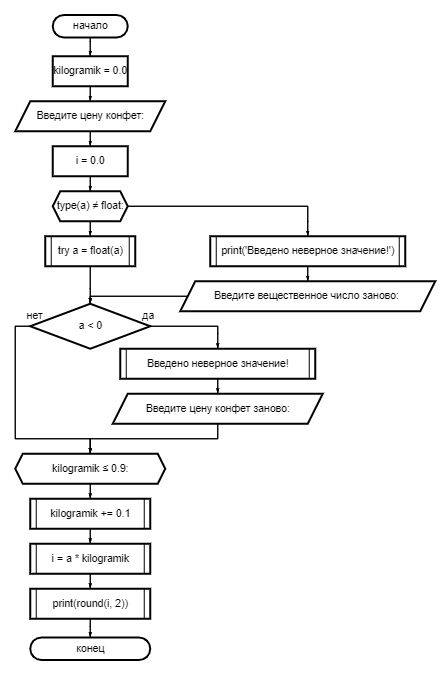 начало
kilogramik = 0.0
Введите цену конфет:
i = 0.0
type(a) ≠ float:
try a = float(a)
print('Введено неверное значение!')
Введите вещественное число заново:
нет
a < 0
да
Введено неверное значение!
Введите цену конфет заново:
kilogramik ≤ 0.9:
kilogramik += 0.1
i = a * kilogramik
print(round(i, 2))
конец